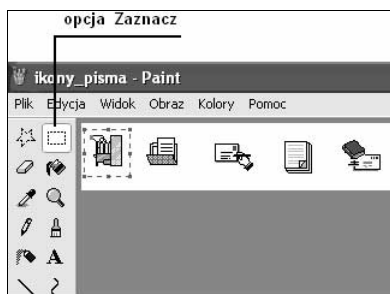 opcja Zaznacz
ikony_pisma - Paint
Plik Edycja Widok Obraz Kolory Pomoc
A